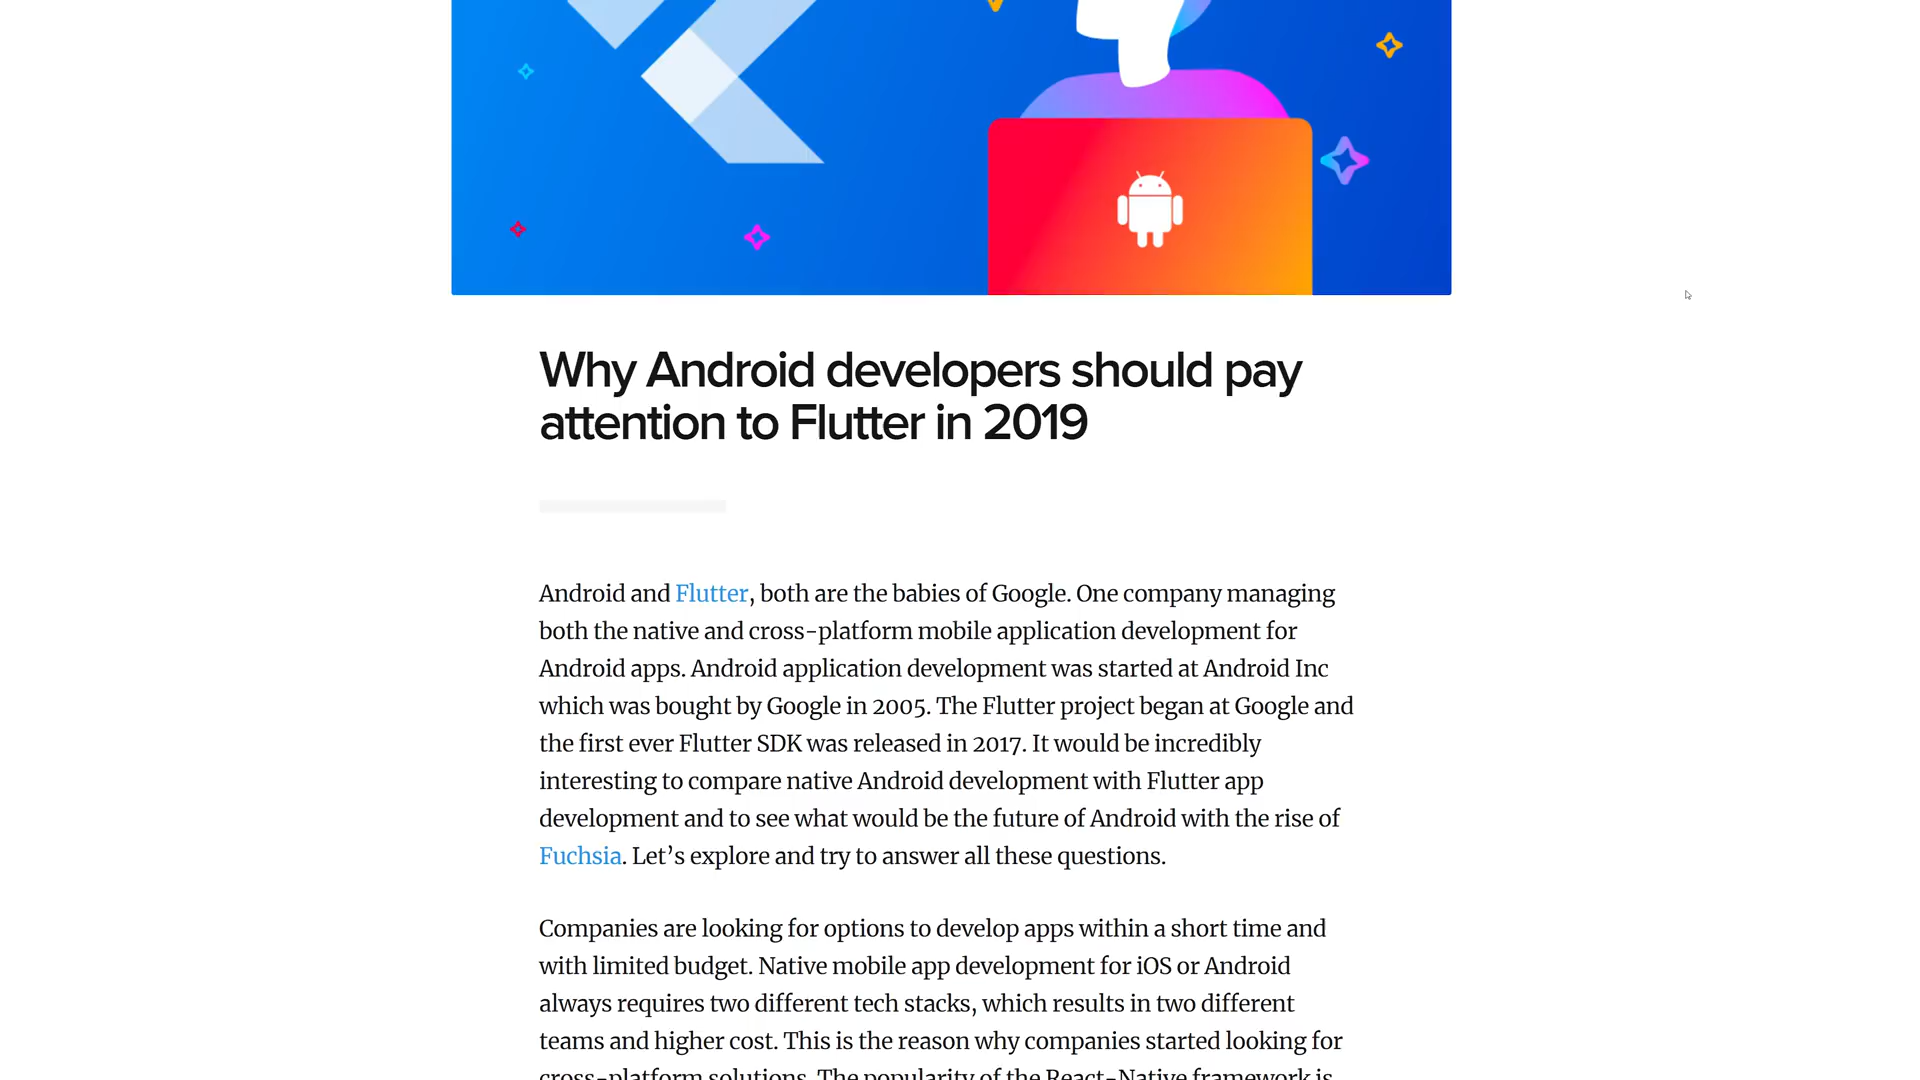 Why Android developers should pay
attention to Flutter in 2019
Android and Flutter, both are the babies of Google. One company managing
both the native and cross-platform mobile application development for
Android apps. Android application development was started at Android Inc
which was bought by Google in 2005. The Flutter project began at Google and
the first ever Flutter SDK was released in 2017. It would be incredibly
interesting to compare native Android development with Flutter app
development and to see what would be the future of Android with the rise of
Fuchsia. Let’s explore and try to answer all these questions.
Companies are looking for options to develop apps within a short time and
with limited budget. Native mobile app development for iOS or Android
always requires two different tech stacks, which results in two different
teams and higher cost. This is the reason why companies started looking for
cross-platform solutions. The popularity of the React-Native framework is